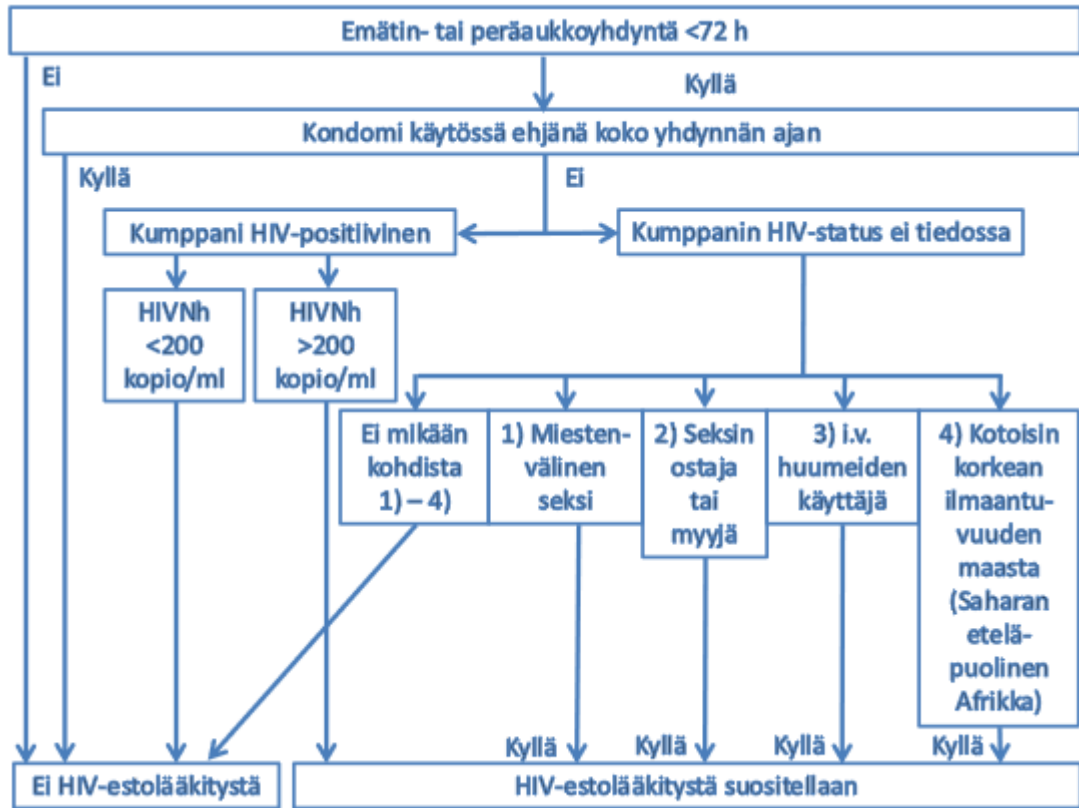 Emätin- tai peräaukkoyhdyntä <72 h
Ei
Kyllä
Kondomi käytössä ehjänä koko yhdynnän ajan
Kyllä
Ei
Kumppani HIV-positiivinen
Kumppanin HIV-status ei tiedossa
HIVNh
<200
kopio/ml
HIVNh
>200
kopio/ml
Ei mikään
kohdista
1) – 4)
1) Miesten-
välinen
seksi
2) Seksin
ostaja
tai
myyjä
3) i.v.
huumeiden
käyttäjä
4) Kotoisin
korkean
ilmaantu-
vuuden
maasta
(Saharan
etelä-
puolinen
Afrikka)
Kyllä
Kyllä
Kyllä
Kyllä
Ei HIV-estolääkitystä
HIV-estolääkitystä suositellaan